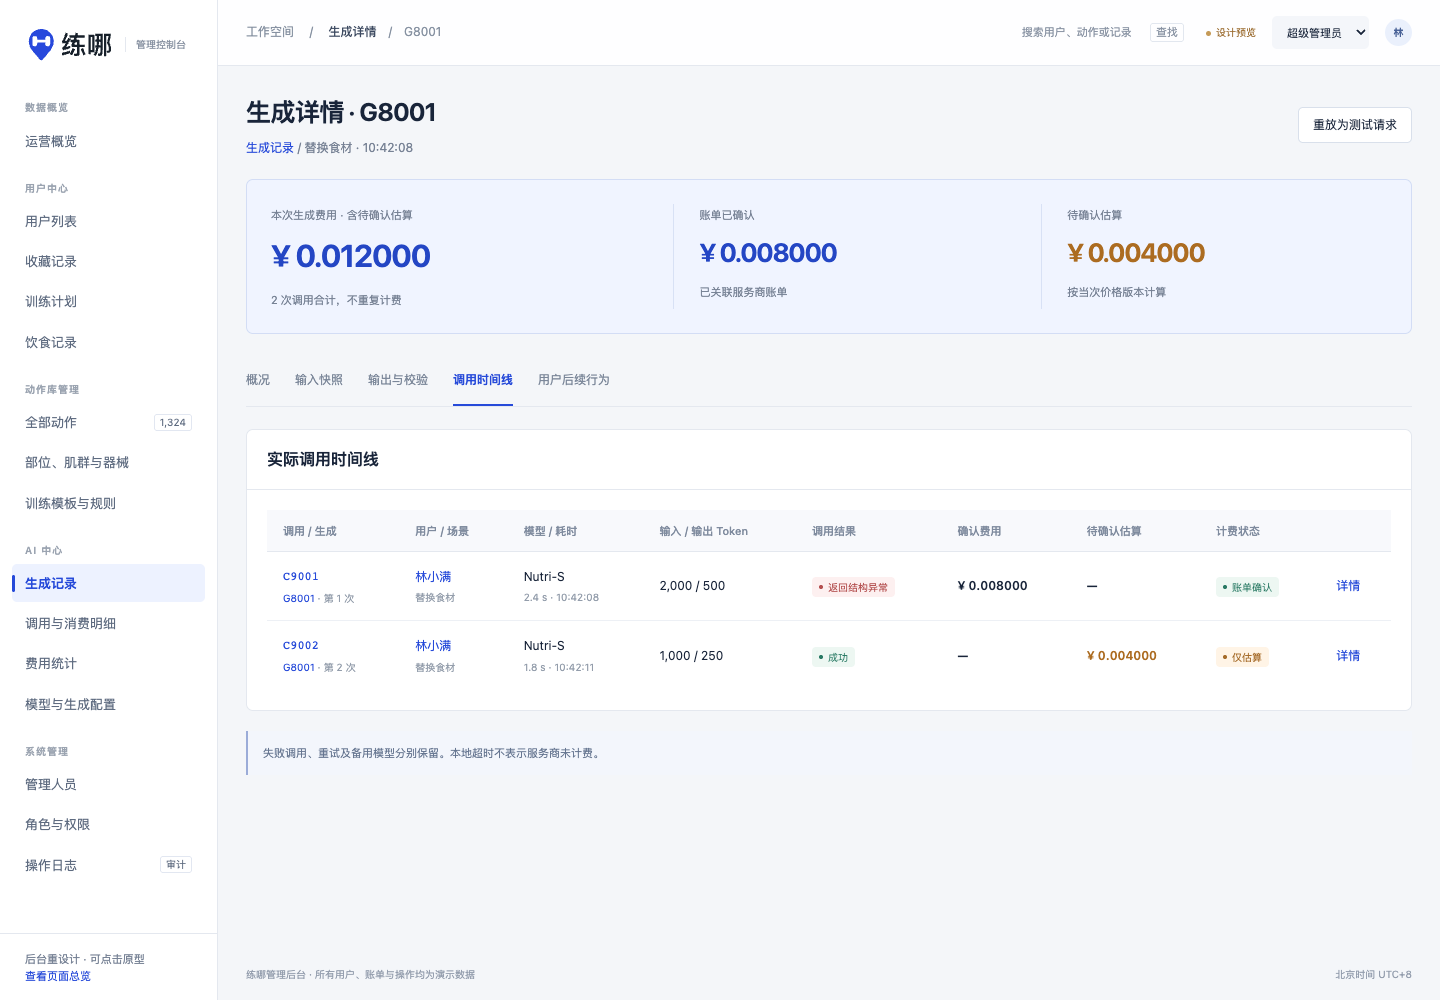 练哪 管理控制台
数据概览
运营概览
用户中心
用户列表
收藏记录
训练计划
饮食记录
动作库管理
全部动作 1,324
部位、肌群与器械
训练模板与规则
AI 中心
生成记录
调用与消费明细
费用统计
模型与生成配置
系统管理
管理人员
角色与权限
操作日志 审计
后台重设计 · 可点击原型
查看页面总览
工作空间 / 生成详情 / G8001
搜索用户、动作或记录 查找 设计预览 超级管理员 林
生成详情 · G8001
生成记录 / 替换食材 · 10:42:08
重放为测试请求
本次生成费用 · 含待确认估算
¥ 0.012000
2 次调用合计，不重复计费
账单已确认
¥ 0.008000
已关联服务商账单
待确认估算
¥ 0.004000
按当次价格版本计算
概况 输入快照 输出与校验 调用时间线 用户后续行为
实际调用时间线
调用 / 生成 用户 / 场景 模型 / 耗时 输入 / 输出 Token 调用结果 确认费用 待确认估算 计费状态
C9001 林小满 Nutri-S 2,000 / 500 返回结构异常 ¥ 0.008000 — 账单确认 详情
G8001 · 第 1 次 替换食材 2.4 s · 10:42:08
C9002 林小满 Nutri-S 1,000 / 250 成功 — ¥ 0.004000 仅估算 详情
G8001 · 第 2 次 替换食材 1.8 s · 10:42:11
失败调用、重试及备用模型分别保留。本地超时不表示服务商未计费。
练哪管理后台 · 所有用户、账单与操作均为演示数据
北京时间 UTC+8